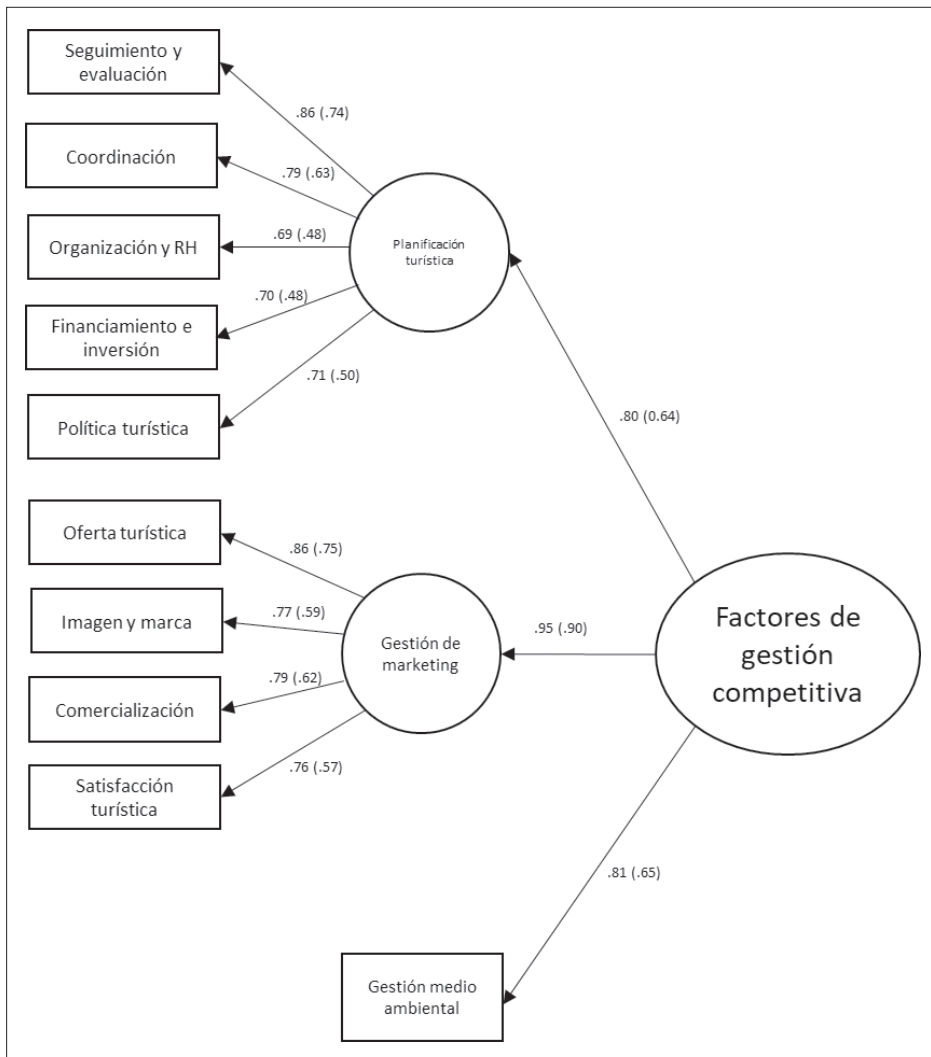 Seguimiento y
evaluación
.86 (.74)
Coordinación
.79 (.63)
Organización y RH
.69 (.48)
Planificación
turística
Financiamiento e
inversión
.70 (.48)
Política turística
.71 (.50)
.80 (0.64)
Oferta turística
.86 (.75)
Imagen y marca
.77 (.59)
Gestión de
marketing
.95 (.90)
Factores de
gestión
competitiva
Comercialización
.79 (.62)
Satisfacción
turística
.76 (.57)
.81 (.65)
Gestión medio
ambiental